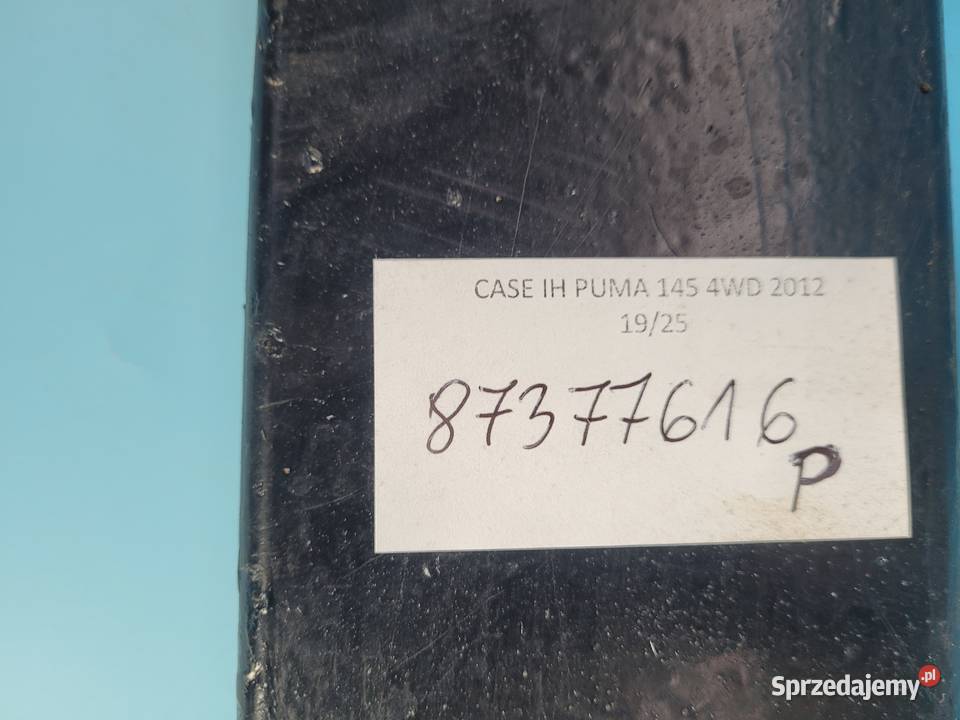 CASE IH PUMA 145 4WD 2012
19/25
87377616
P
Sprzedajemy.pl